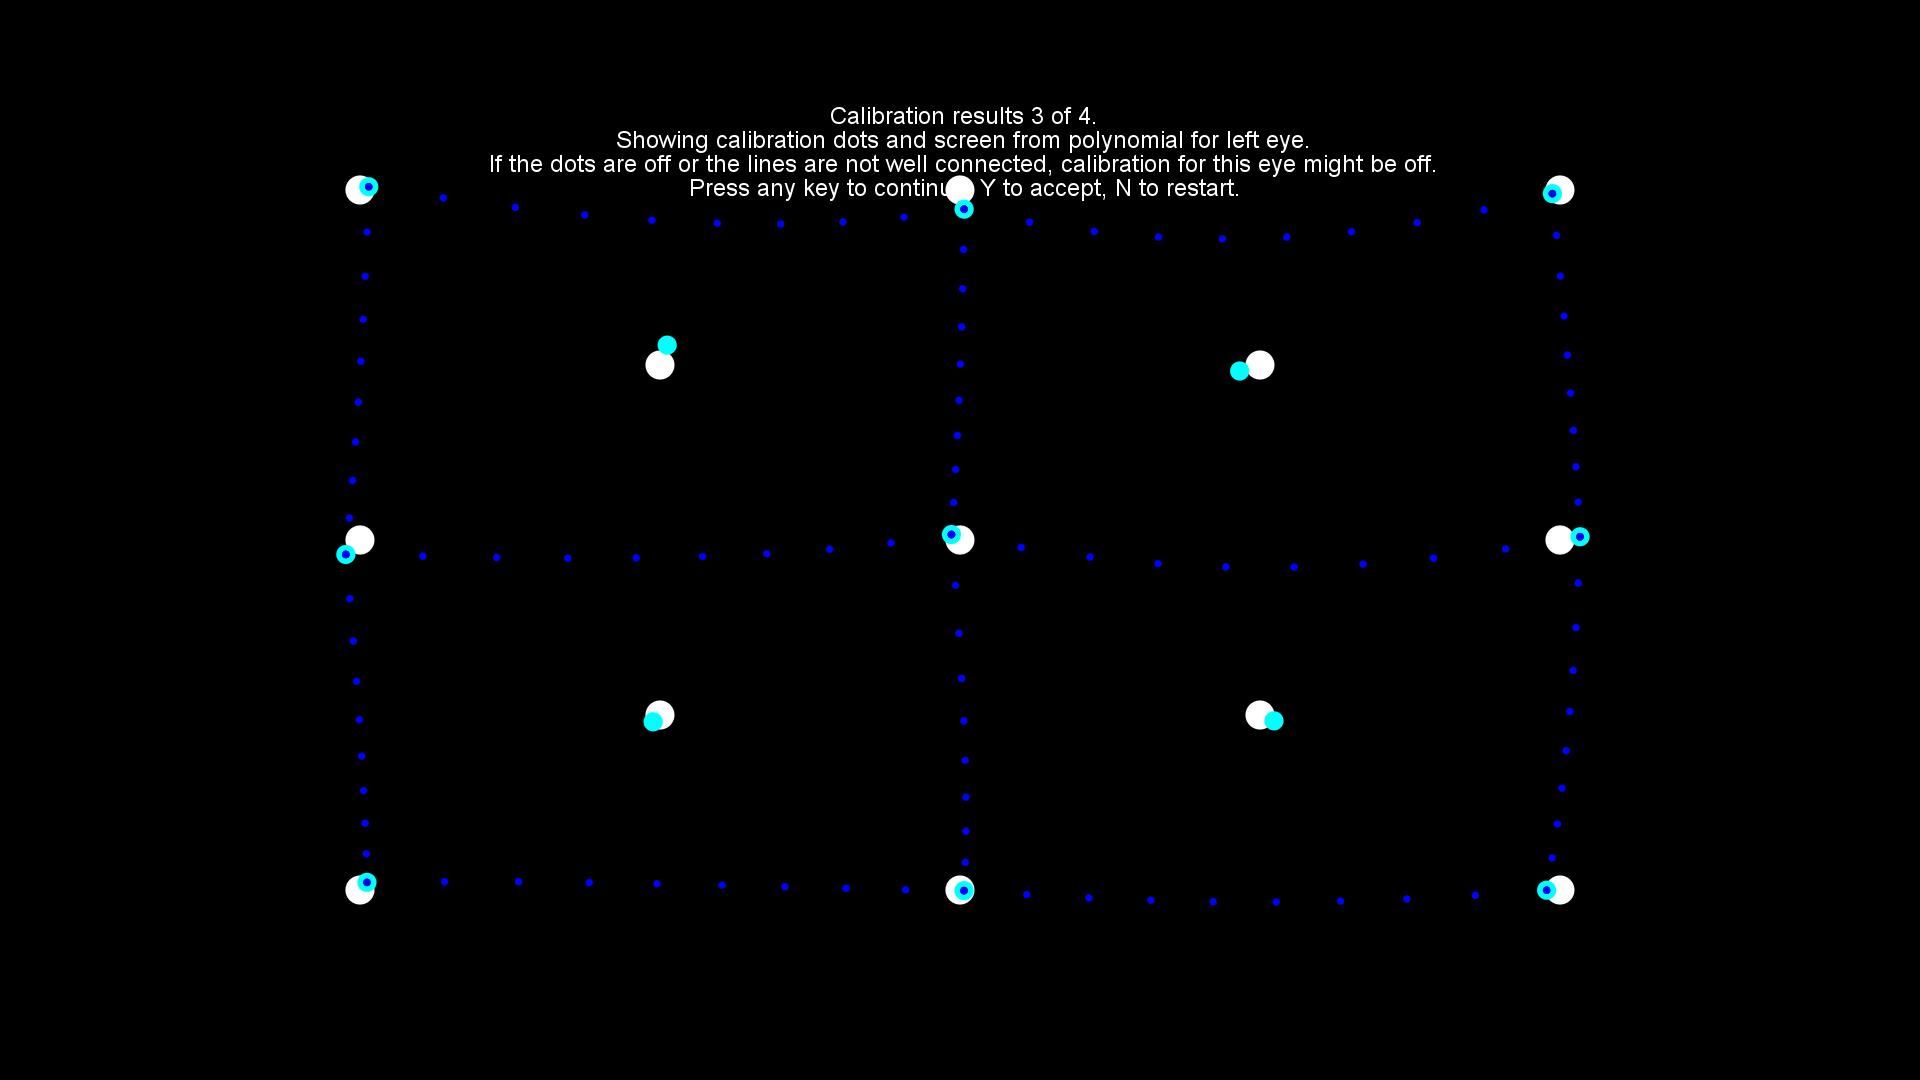 Calibration results 3 of 4.
Showing calibration dots and screen from polynomial for left eye.
If the dots are off or the lines are not well connected, calibration for this eye might be off.
Press any key to continu Y to accept, N to restart.